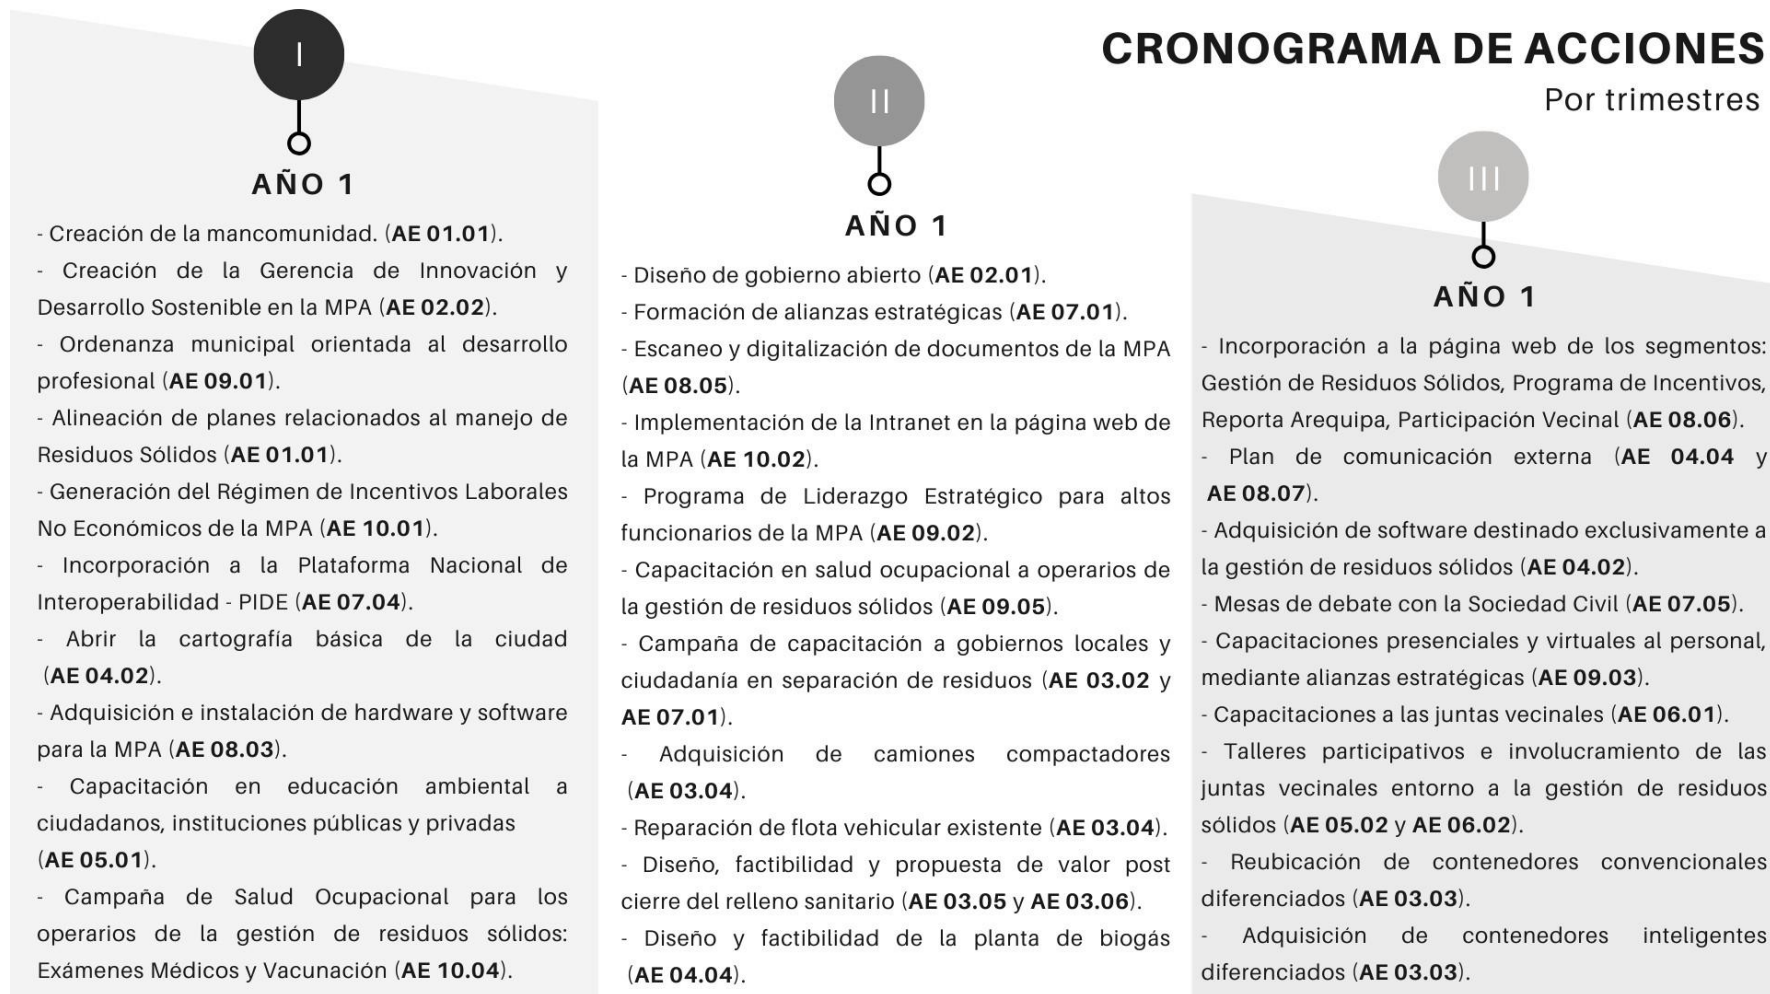 CRONOGRAMA DE ACCIONES
Por trimestres
I
AÑO 1
- Creación de la mancomunidad. (AE 01.01).
- Creación de la Gerencia de Innovación y
Desarrollo Sostenible en la MPA (AE 02.02).
- Ordenanza municipal orientada al desarrollo
profesional (AE 09.01).
- Alineación de planes relacionados al manejo de
Residuos Sólidos (AE 01.01).
- Generación del Régimen de Incentivos Laborales
No Económicos de la MPA (AE 10.01).
- Incorporación a la Plataforma Nacional de
Interoperabilidad - PIDE (AE 07.04).
- Abrir la cartografía básica de la ciudad
(AE 04.02).
- Adquisición e instalación de hardware y software
para la MPA (AE 08.03).
- Capacitación en educación ambiental a
ciudadanos, instituciones públicas y privadas
(AE 05.01).
- Campaña de Salud Ocupacional para los
operarios de la gestión de residuos sólidos:
Exámenes Médicos y Vacunación (AE 10.04).
II
AÑO 1
- Diseño de gobierno abierto (AE 02.01).
- Formación de alianzas estratégicas (AE 07.01).
- Escaneo y digitalización de documentos de la MPA
(AE 08.05).
- Implementación de la Intranet en la página web de
la MPA (AE 10.02).
- Programa de Liderazgo Estratégico para altos
funcionarios de la MPA (AE 09.02).
- Capacitación en salud ocupacional a operarios de
la gestión de residuos sólidos (AE 09.05).
- Campaña de capacitación a gobiernos locales y
ciudadanía en separación de residuos (AE 03.02 y
AE 07.01).
- Adquisición de camiones compactadores
(AE 03.04).
- Reparación de flota vehicular existente (AE 03.04).
- Diseño, factibilidad y propuesta de valor post
cierre del relleno sanitario (AE 03.05 y AE 03.06).
- Diseño y factibilidad de la planta de biogás
(AE 04.04).
III
AÑO 1
- Incorporación a la página web de los segmentos:
Gestión de Residuos Sólidos, Programa de Incentivos,
Reporta Arequipa, Participación Vecinal (AE 08.06).
- Plan de comunicación externa (AE 04.04 y
AE 08.07).
- Adquisición de software destinado exclusivamente a
la gestión de residuos sólidos (AE 04.02).
- Mesas de debate con la Sociedad Civil (AE 07.05).
- Capacitaciones presenciales y virtuales al personal,
mediante alianzas estratégicas (AE 09.03).
- Capacitaciones a las juntas vecinales (AE 06.01).
- Talleres participativos e involucramiento de las
juntas vecinales entorno a la gestión de residuos
sólidos (AE 05.02 y AE 06.02).
- Reubicación de contenedores convencionales
diferenciados (AE 03.03).
- Adquisición de contenedores inteligentes
diferenciados (AE 03.03).